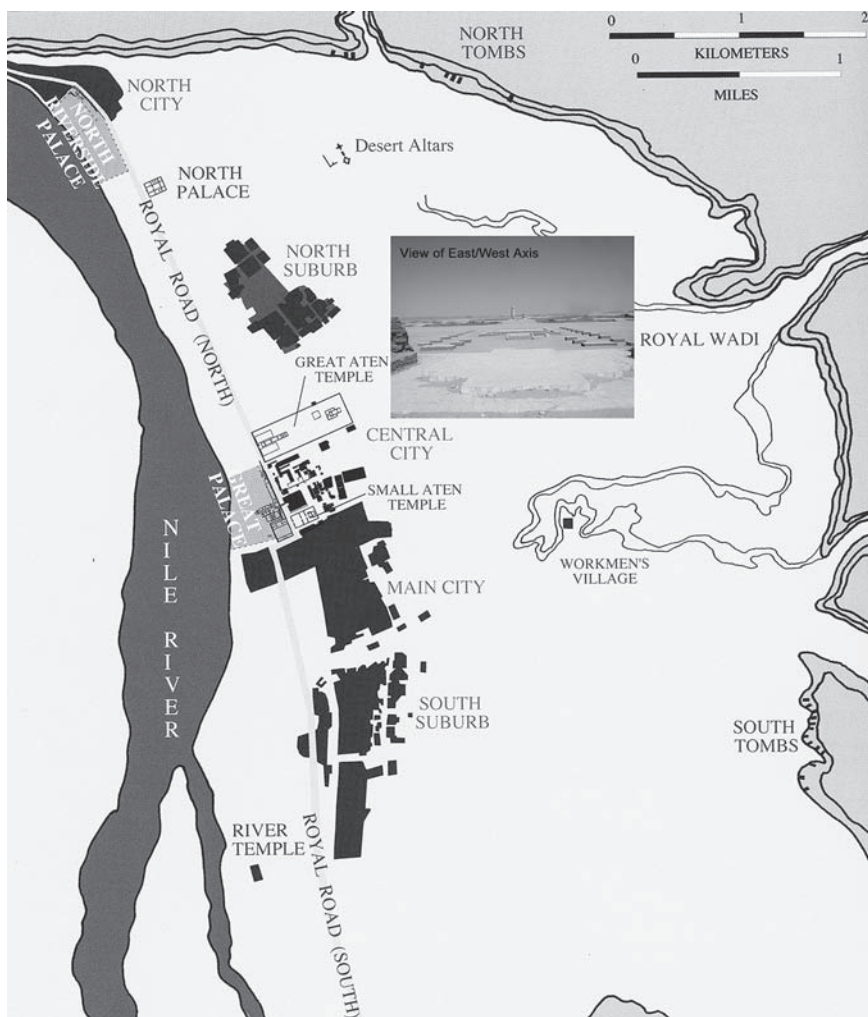 0 1 2
KILOMETERS
0 1
MILES
NORTH
TOMBS
NORTH
CITY
NORTH
RIVERSIDE
PALACE
Desert Altars
NORTH
PALACE
ROYAL ROAD (NORTH)
NORTH
SUBURB
View of East/West Axis
ROYAL WADI
GREAT ATEN
TEMPLE
CENTRAL
CITY
GREAT
PALACE
SMALL ATEN
TEMPLE
NILE RIVER
WORKMEN'S
VILLAGE
MAIN CITY
SOUTH
SUBURB
SOUTH
TOMBS
RIVER
TEMPLE
ROYAL ROAD (SOUTH)